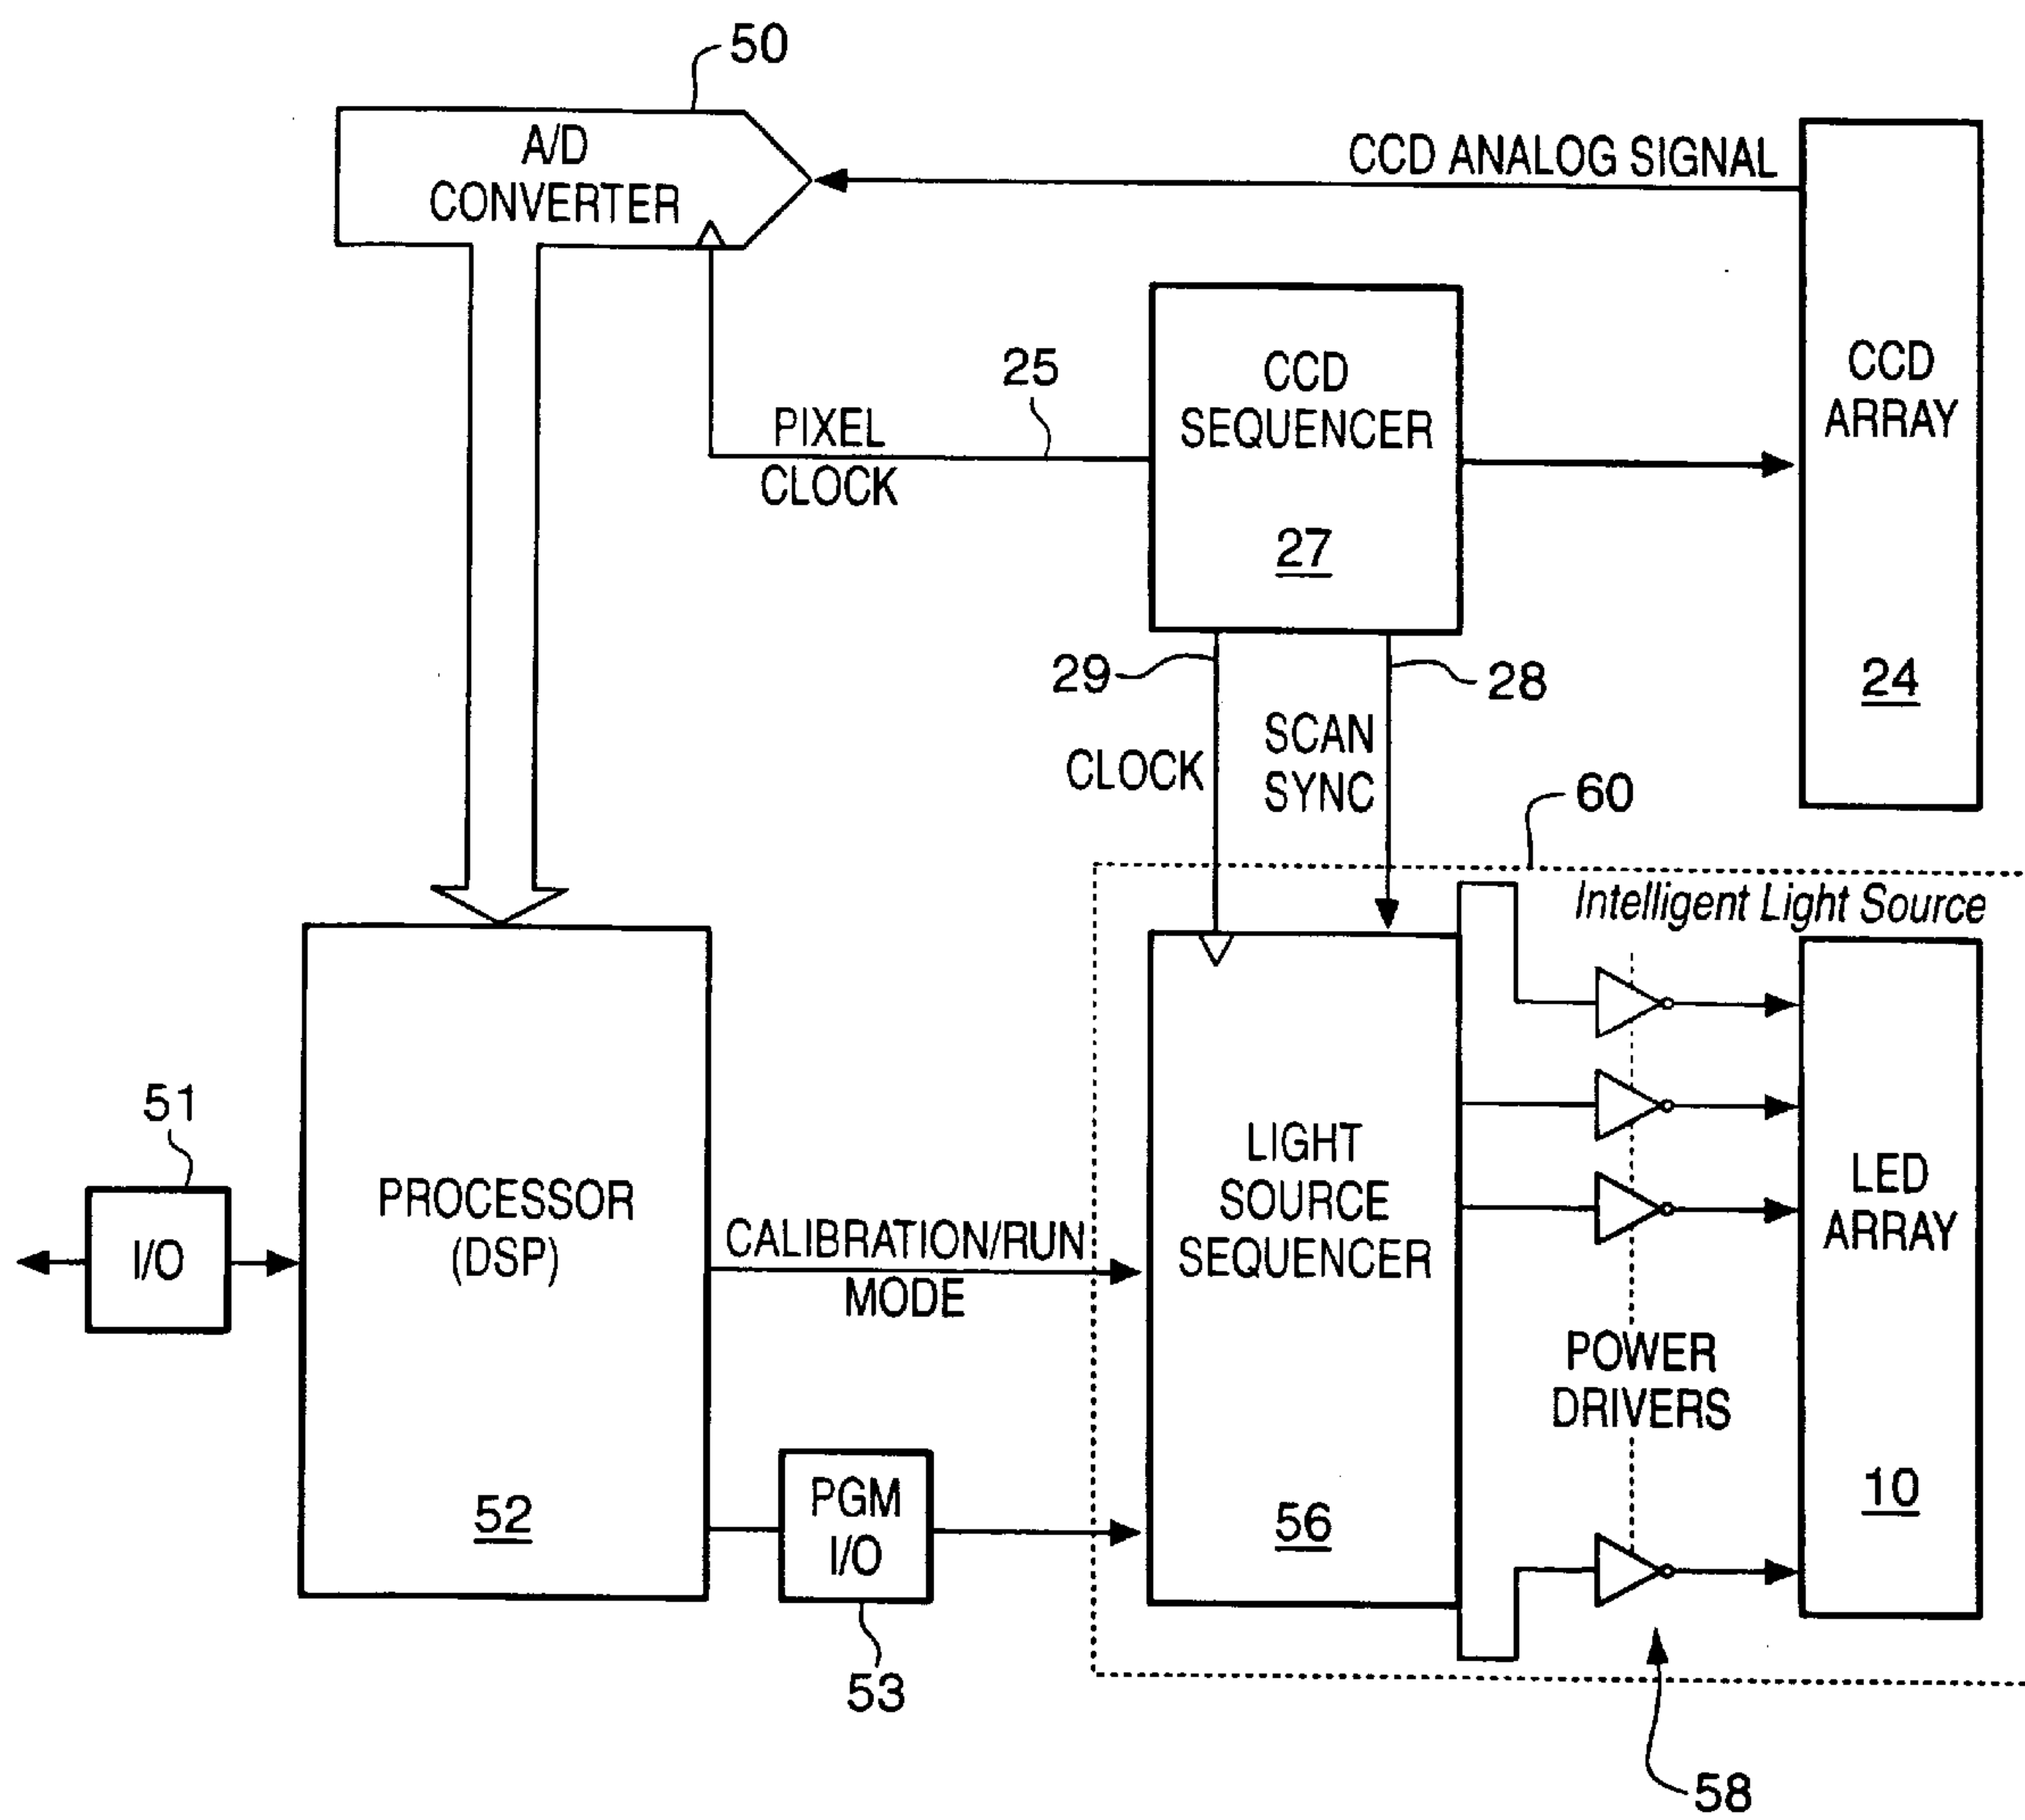 50
A/D
CONVERTER
CCD ANALOG SIGNAL
CCD
ARRAY
24
CCD
SEQUENCER
27
25
PIXEL
CLOCK
29
28
CLOCK
SCAN
SYNC
60
Intelligent Light Source
51
I/O
PROCESSOR
(DSP)
52
CALIBRATION/RUN
MODE
PGM
I/O
53
LIGHT
SOURCE
SEQUENCER
56
POWER
DRIVERS
LED
ARRAY
10
58